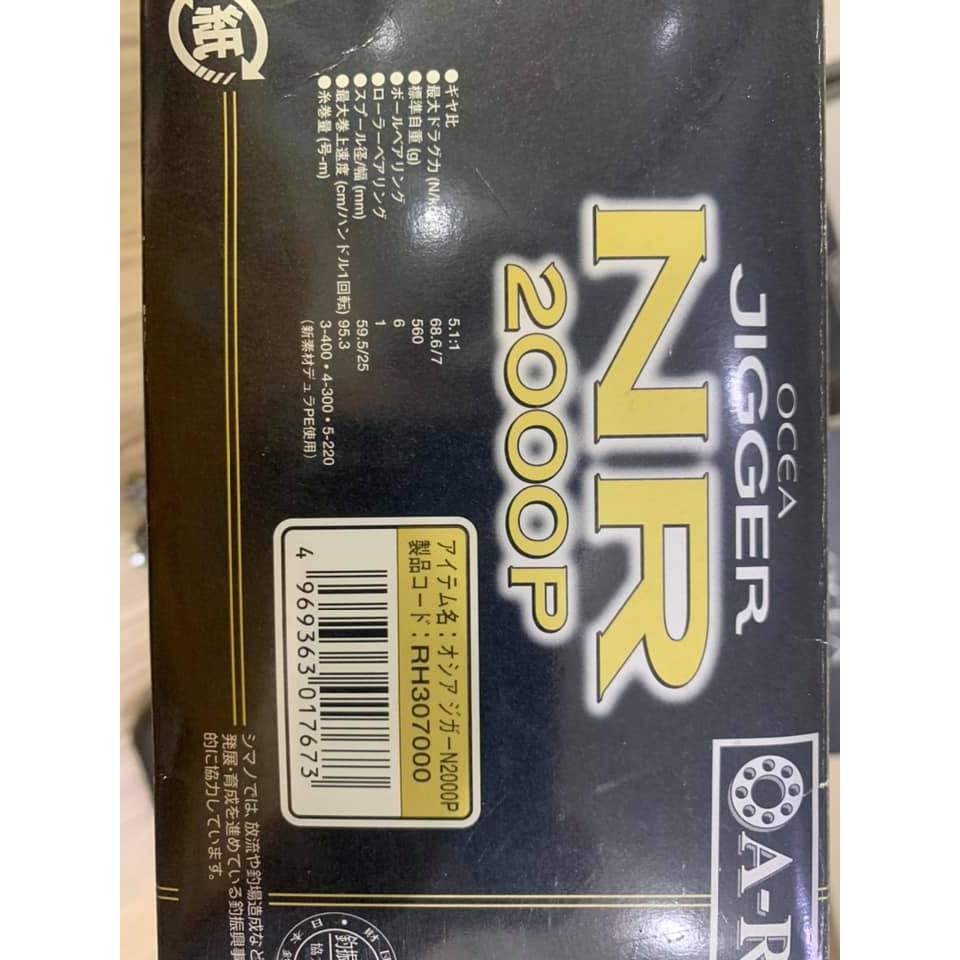 OCEA
JIGGER
NR
2000P
A-R
●ギヤ比 5.1:1
●最大ドラグ力 (N/ 68.6/7
●標準自重 (g) 560
●ボールベアリング 6
●ローラーベアリング 1
●スプール径/幅 (mm) 59.5/25
●最大巻上速度 (cm/ハンドル1回転) 95.3
●糸巻量 (号-m) 3-400・4-300・5-220
(新素材デュラPE使用)
紙
アイテム名：オシア ジガーN2000P
製品コード：RH307000
4 969363 017673
シマノでは、放流や釣場造成など
発展・育成を進めている釣振興事
的に協力しています。